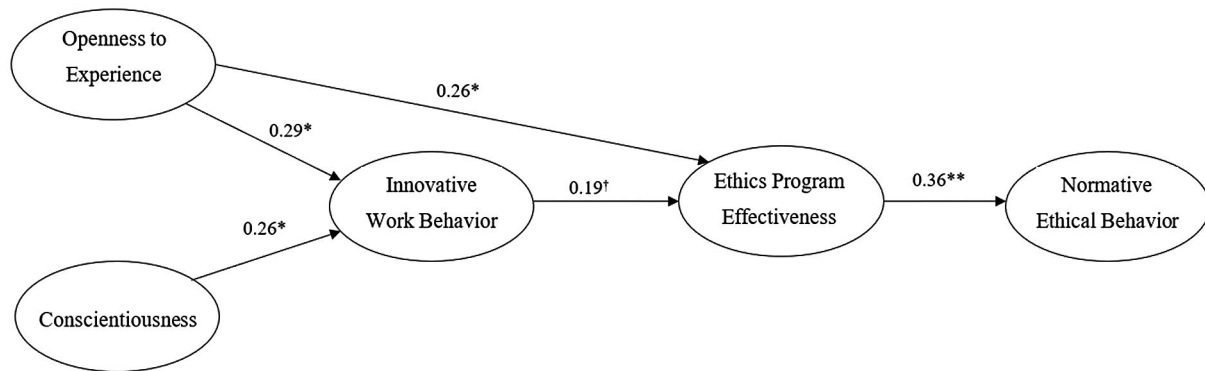 Openness to
Experience
0.26*
0.29*
Innovative
Work Behavior
0.19†
Ethics Program
Effectiveness
0.36**
Normative
Ethical Behavior
0.26*
Conscientiousness